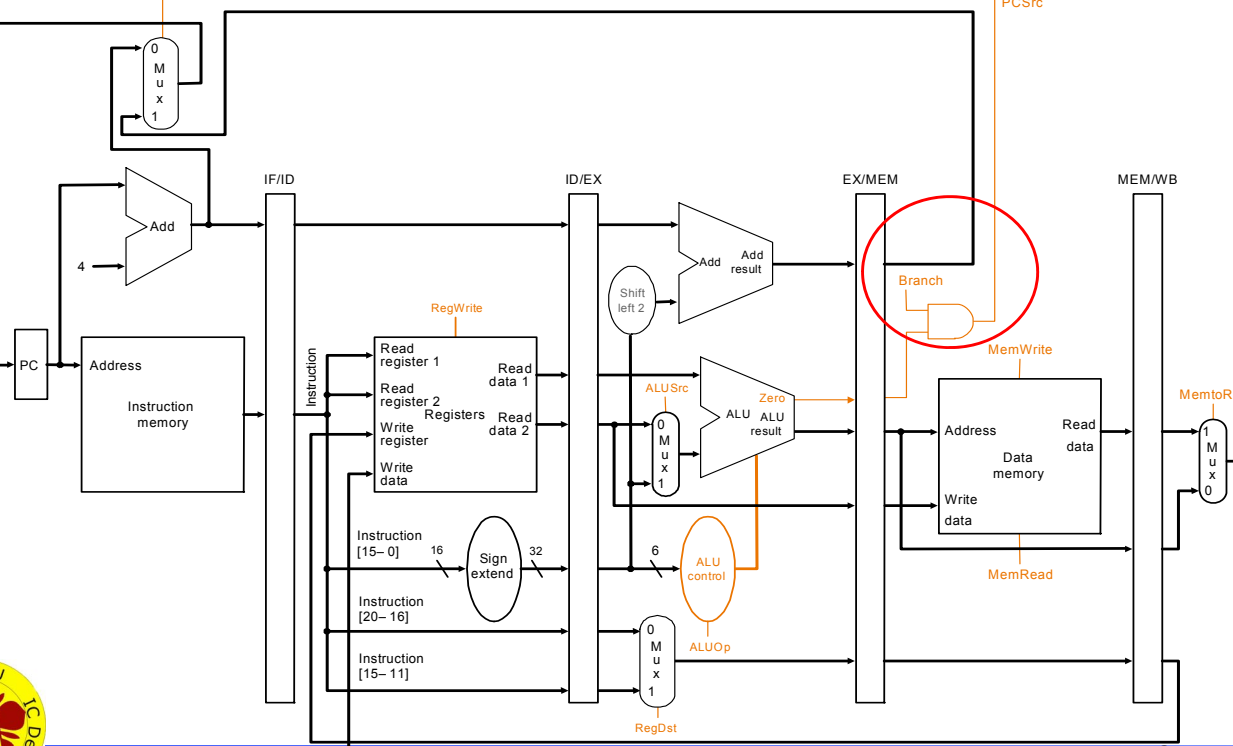 PCSrc
0
M
u
x
1
IF/ID
ID/EX
EX/MEM
MEM/WB
Add
4
Add
Add
result
Shift
left 2
Branch
RegWrite
PC
Address
Instruction
memory
Instruction
Read
register 1
Read
register 2
Write
register
Write
data
Registers
Read
data 1
Read
data 2
ALUSrc
0
M
u
x
1
Zero
ALU
ALU
result
MemWrite
Address
Read
data
Data
memory
Write
data
MemRead
MemtoR
1
M
u
x
0
Instruction
[15– 0]
16
Sign
extend
32
6
ALU
control
ALUOp
Instruction
[20– 16]
Instruction
[15– 11]
0
M
u
x
1
RegDst
IC De